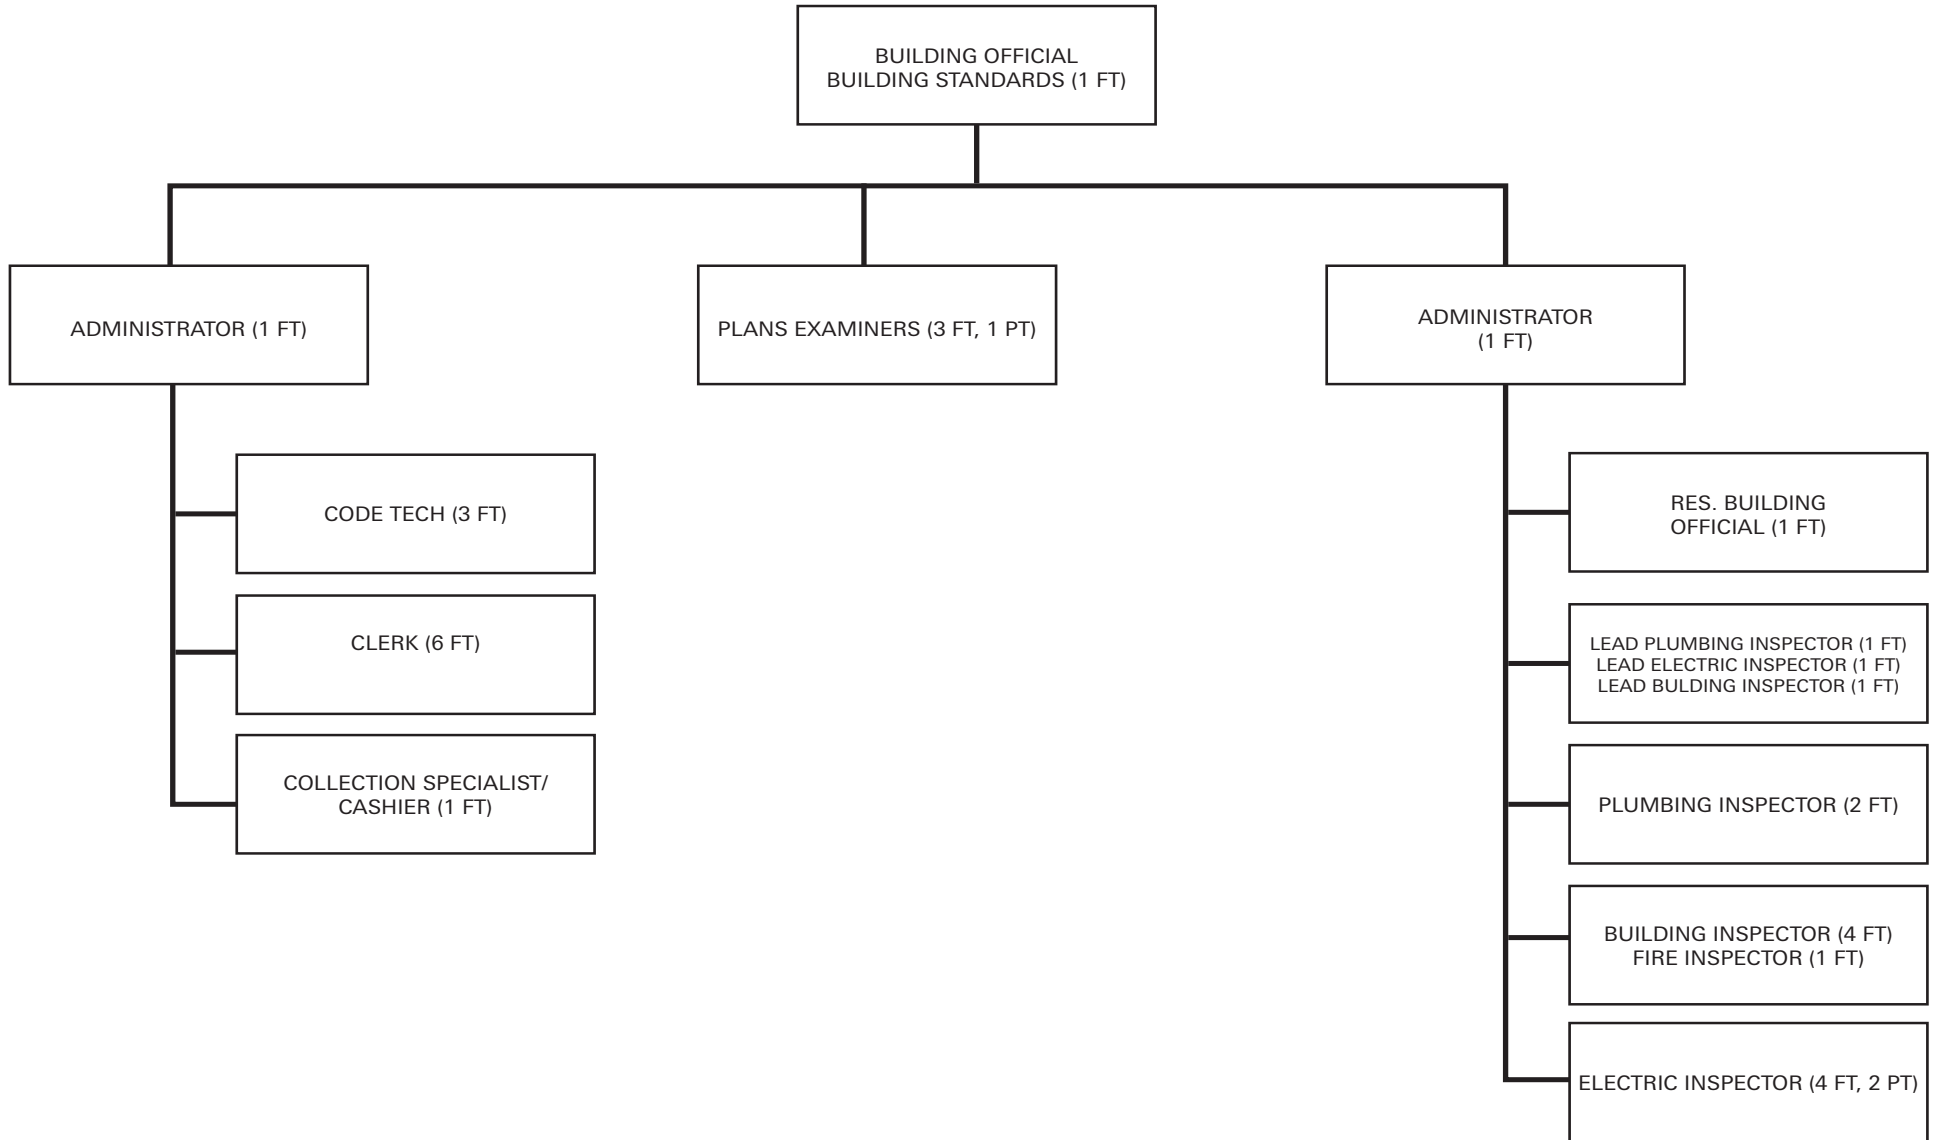 BUILDING OFFICIAL
BUILDING STANDARDS (1 FT)
ADMINISTRATOR (1 FT)
PLANS EXAMINERS (3 FT, 1 PT)
ADMINISTRATOR
(1 FT)
CODE TECH (3 FT)
CLERK (6 FT)
COLLECTION SPECIALIST/
CASHIER (1 FT)
RES. BUILDING
OFFICIAL (1 FT)
LEAD PLUMBING INSPECTOR (1 FT)
LEAD ELECTRIC INSPECTOR (1 FT)
LEAD BULDING INSPECTOR (1 FT)
PLUMBING INSPECTOR (2 FT)
BUILDING INSPECTOR (4 FT)
FIRE INSPECTOR (1 FT)
ELECTRIC INSPECTOR (4 FT, 2 PT)